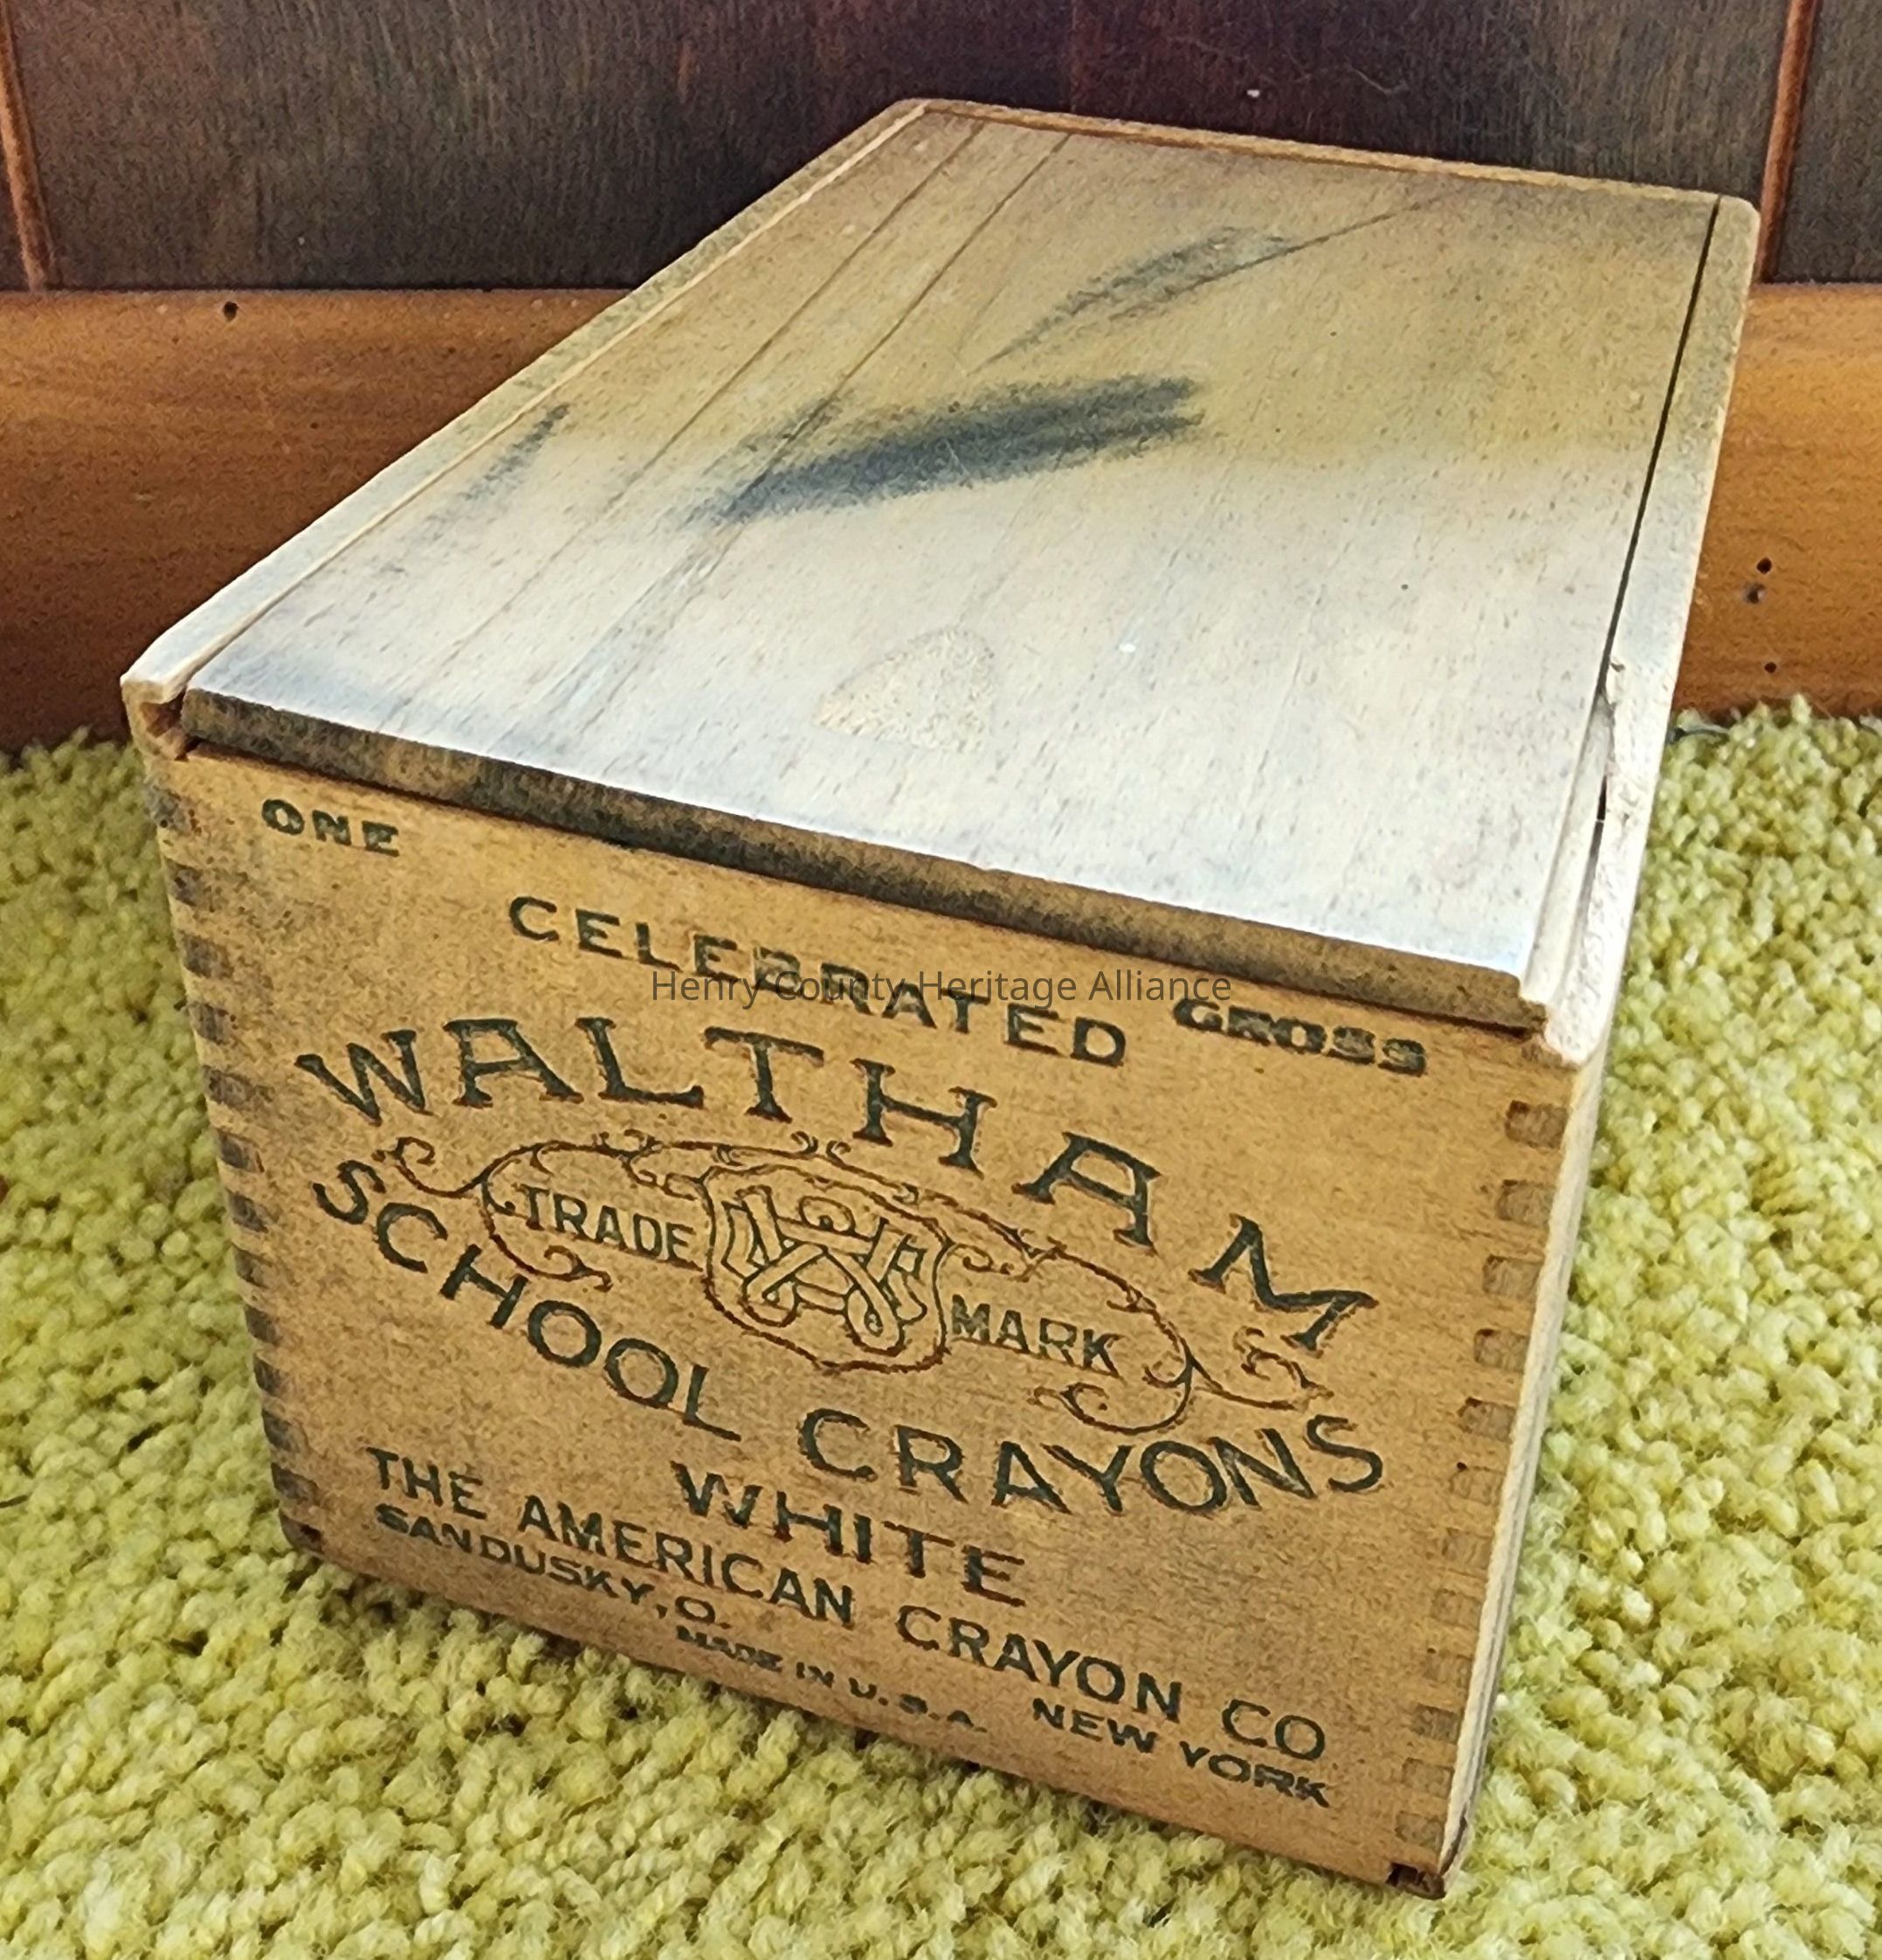 ONE GROSS
CELEBRATED
WALTHAM
TRADE MARK
SCHOOL CRAYONS
WHITE
THE AMERICAN CRAYON CO
SANDUSKY, O. NEW YORK
MADE IN U.S.A.
Henry County Heritage Alliance